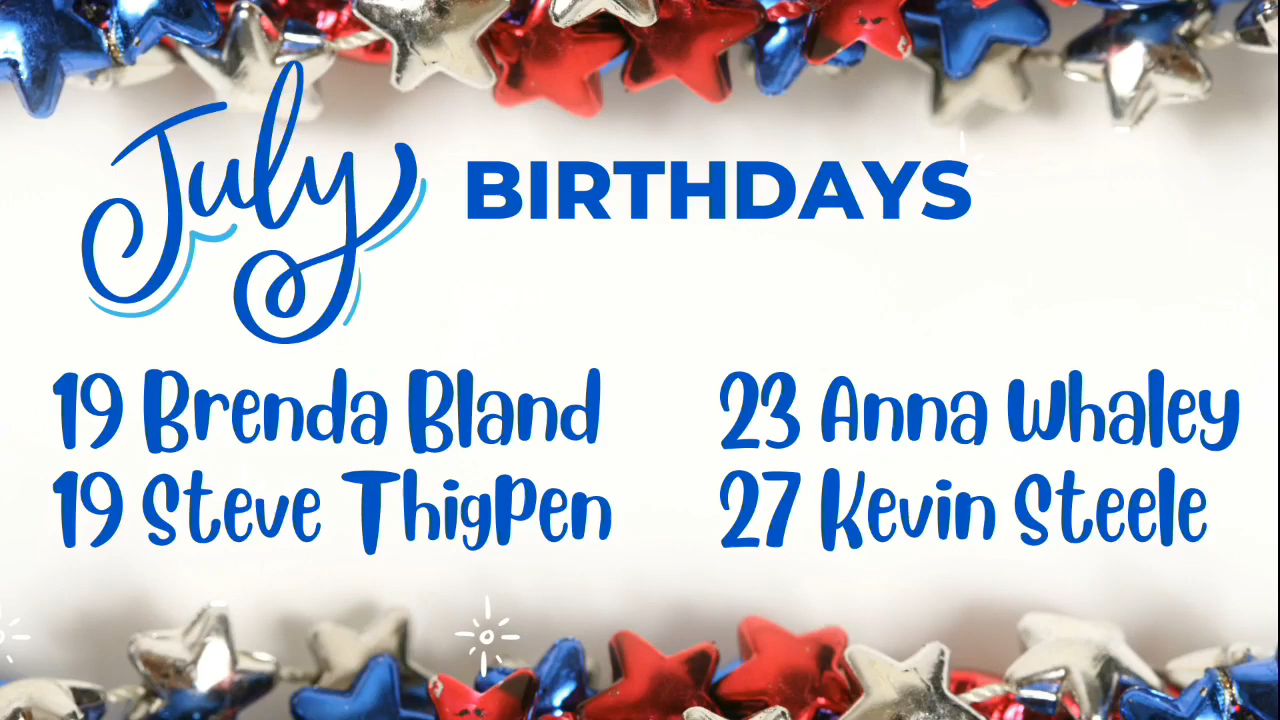 July BIRTHDAYS
19 Brenda Bland
19 Steve ThigPen
23 Anna Whaley
27 Kevin Steele